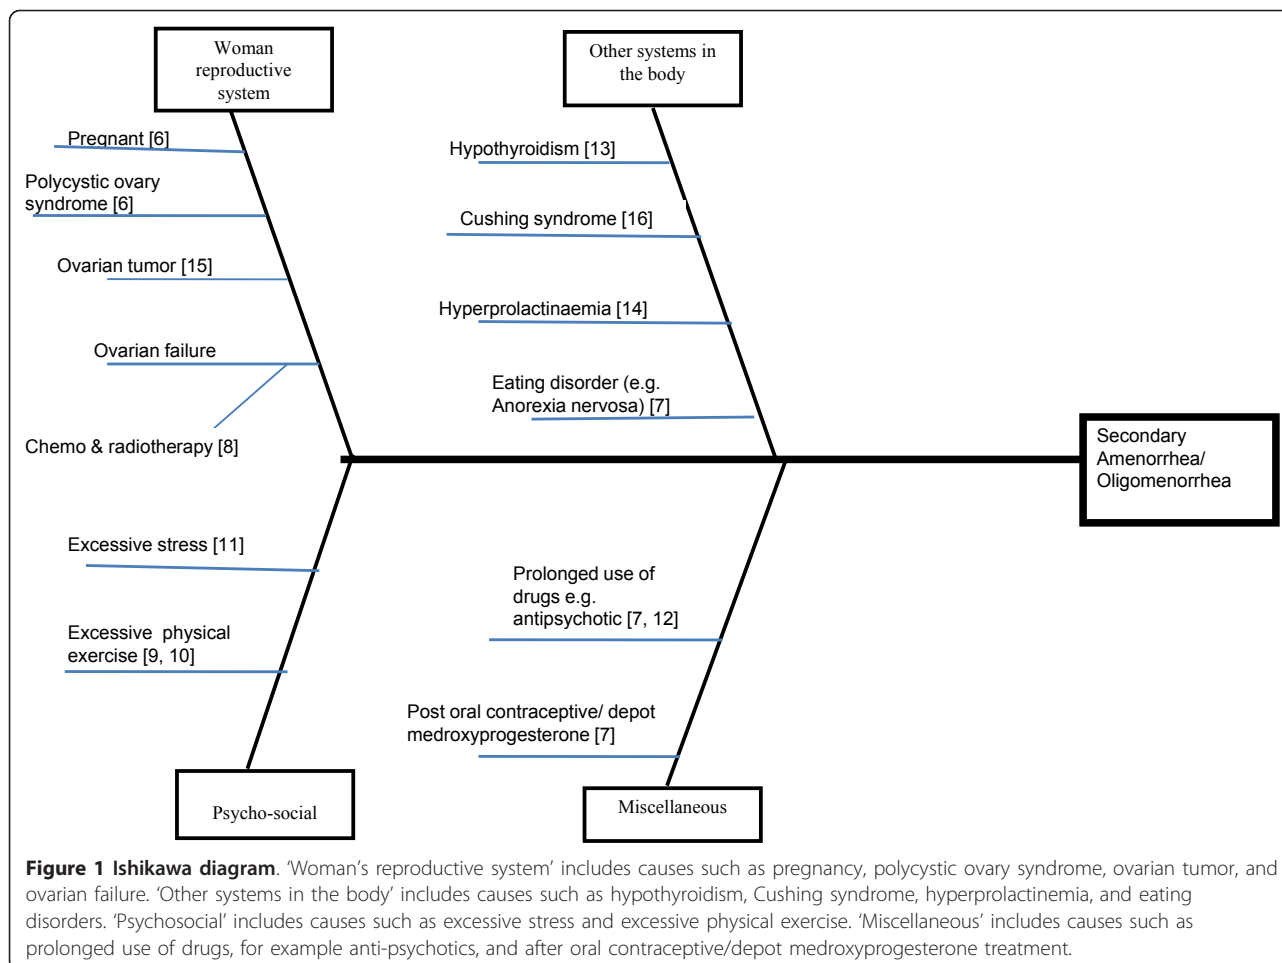 Woman
reproductive
system
Other systems in
the body
Pregnant [6]
Polycystic ovary
syndrome [6]
Ovarian tumor [15]
Ovarian failure
Chemo & radiotherapy [8]
Hypothyroidism [13]
Cushing syndrome [16]
Hyperprolactinaemia [14]
Eating disorder (e.g.
Anorexia nervosa) [7]
Secondary
Amenorrhea/
Oligomenorrhea
Excessive stress [11]
Excessive physical
exercise [9, 10]
Prolonged use of
drugs e.g.
antipsychotic [7, 12]
Post oral contraceptive/ depot
medroxyprogesterone [7]
Psycho-social
Miscellaneous
Figure 1 Ishikawa diagram. 'Woman's reproductive system' includes causes such as pregnancy, polycystic ovary syndrome, ovarian tumor, and
ovarian failure. 'Other systems in the body' includes causes such as hypothyroidism, Cushing syndrome, hyperprolactinemia, and eating
disorders. 'Psychosocial' includes causes such as excessive stress and excessive physical exercise. 'Miscellaneous' includes causes such as
prolonged use of drugs, for example anti-psychotics, and after oral contraceptive/depot medroxyprogesterone treatment.